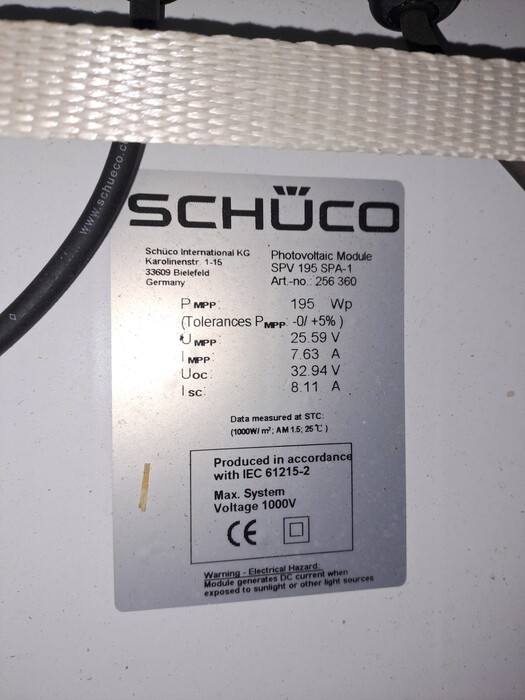 www.schueco.c
SCHÜCO
Schüco International KG
Karolinenstr. 1-15
33609 Bielefeld
Germany
Photovoltaic Module
SPV 195 SPA-1
Art.-no.: 256 360
PMPP: 195 Wp
(Tolerances PMPP: -0/ +5% )
UMPP: 25.59 V
IMPP: 7.63 A
UOC: 32.94 V
ISC: 8.11 A
Data measured at STC:
(1000W/ m²; AM 1.5; 25℃ )
Produced in accordance
with IEC 61215-2
Max. System
Voltage 1000V
CE
Warning - Electrical Hazard:
Module generates DC current when
exposed to sunlight or other light sources